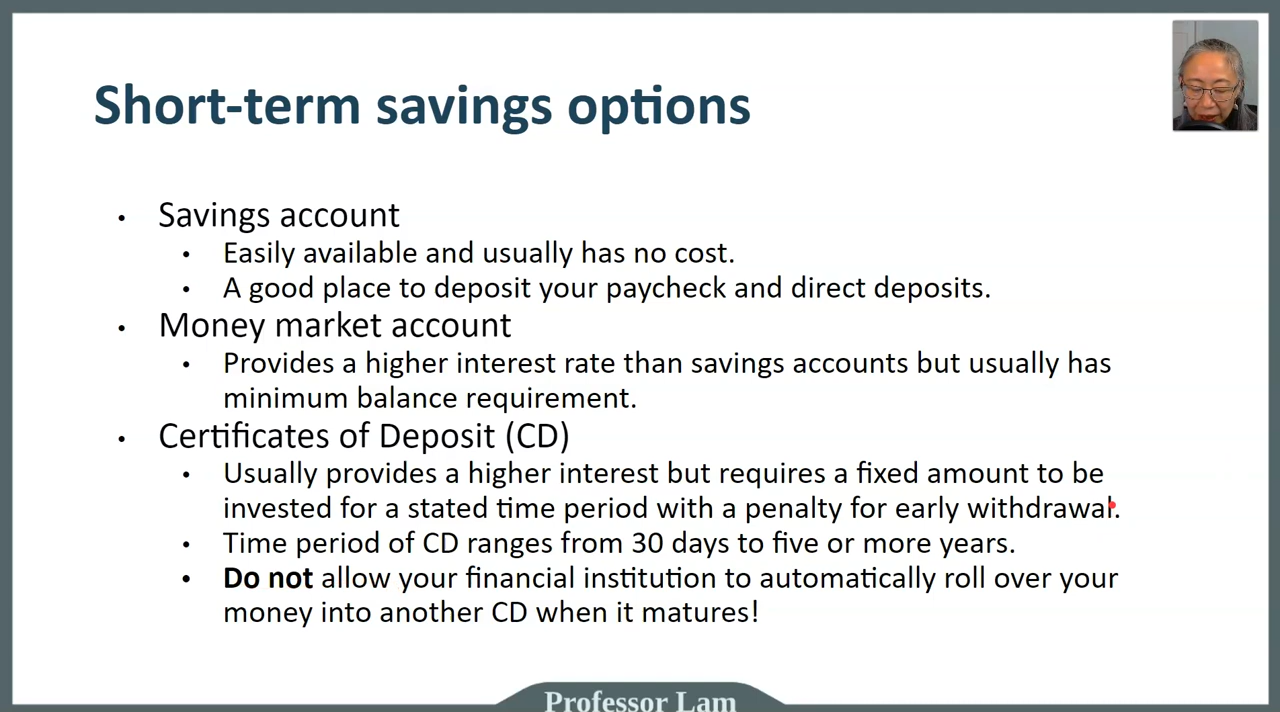 Short-term savings options
• Savings account
• Easily available and usually has no cost.
• A good place to deposit your paycheck and direct deposits.
• Money market account
• Provides a higher interest rate than savings accounts but usually has
minimum balance requirement.
• Certificates of Deposit (CD)
• Usually provides a higher interest but requires a fixed amount to be
invested for a stated time period with a penalty for early withdrawal.
• Time period of CD ranges from 30 days to five or more years.
• Do not allow your financial institution to automatically roll over your
money into another CD when it matures!
Professor Lam